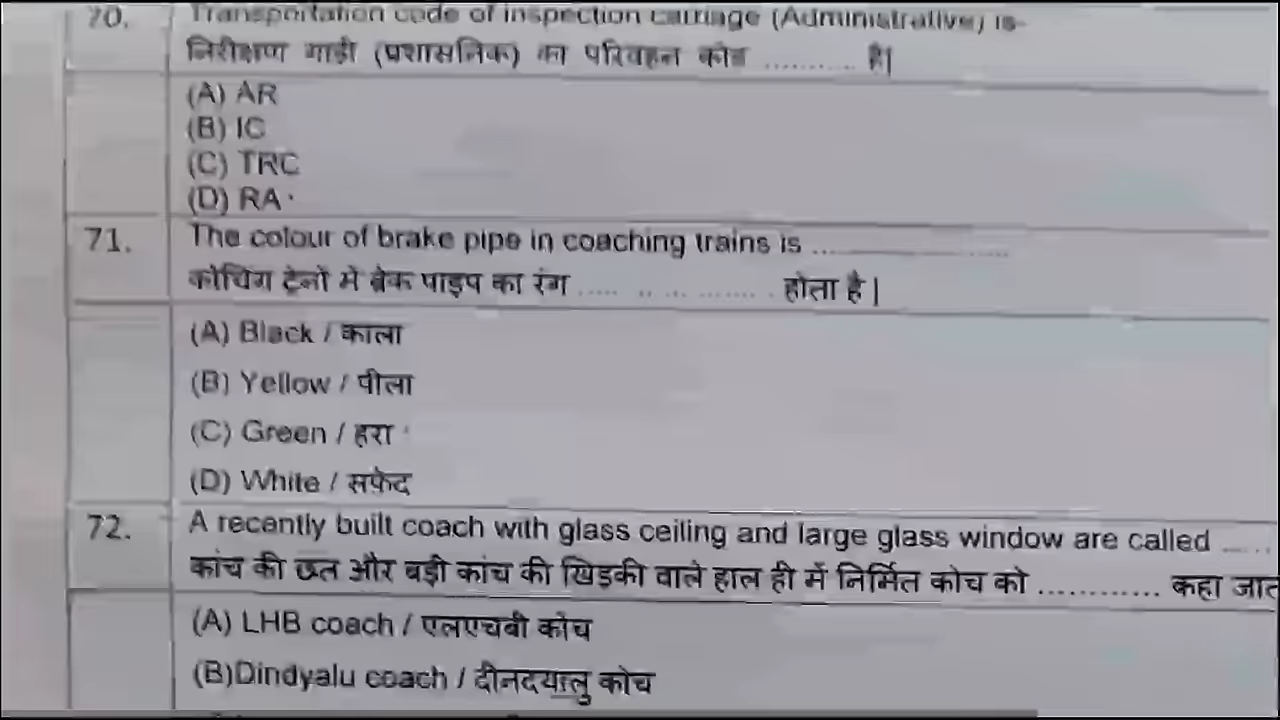 70. Transportation code of inspection carriage (Administrative) is-
निरीक्षण गाड़ी (प्रशासनिक) का परिवहन कोड ........... है|
(A) AR
(B) IC
(C) TRC
(D) RA
71. The colour of brake pipe in coaching trains is ........................
कोचिंग ट्रेनों में ब्रेक पाइप का रंग ........................ होता है |
(A) Black / काला
(B) Yellow / पीला
(C) Green / हरा
(D) White / सफ़ेद
72. A recently built coach with glass ceiling and large glass window are called ......
कांच की छत और बड़ी कांच की खिड़की वाले हाल ही में निर्मित कोच को ............ कहा जात
(A) LHB coach / एलएचबी कोच
(B)Dindyalu coach / दीनदयालु कोच